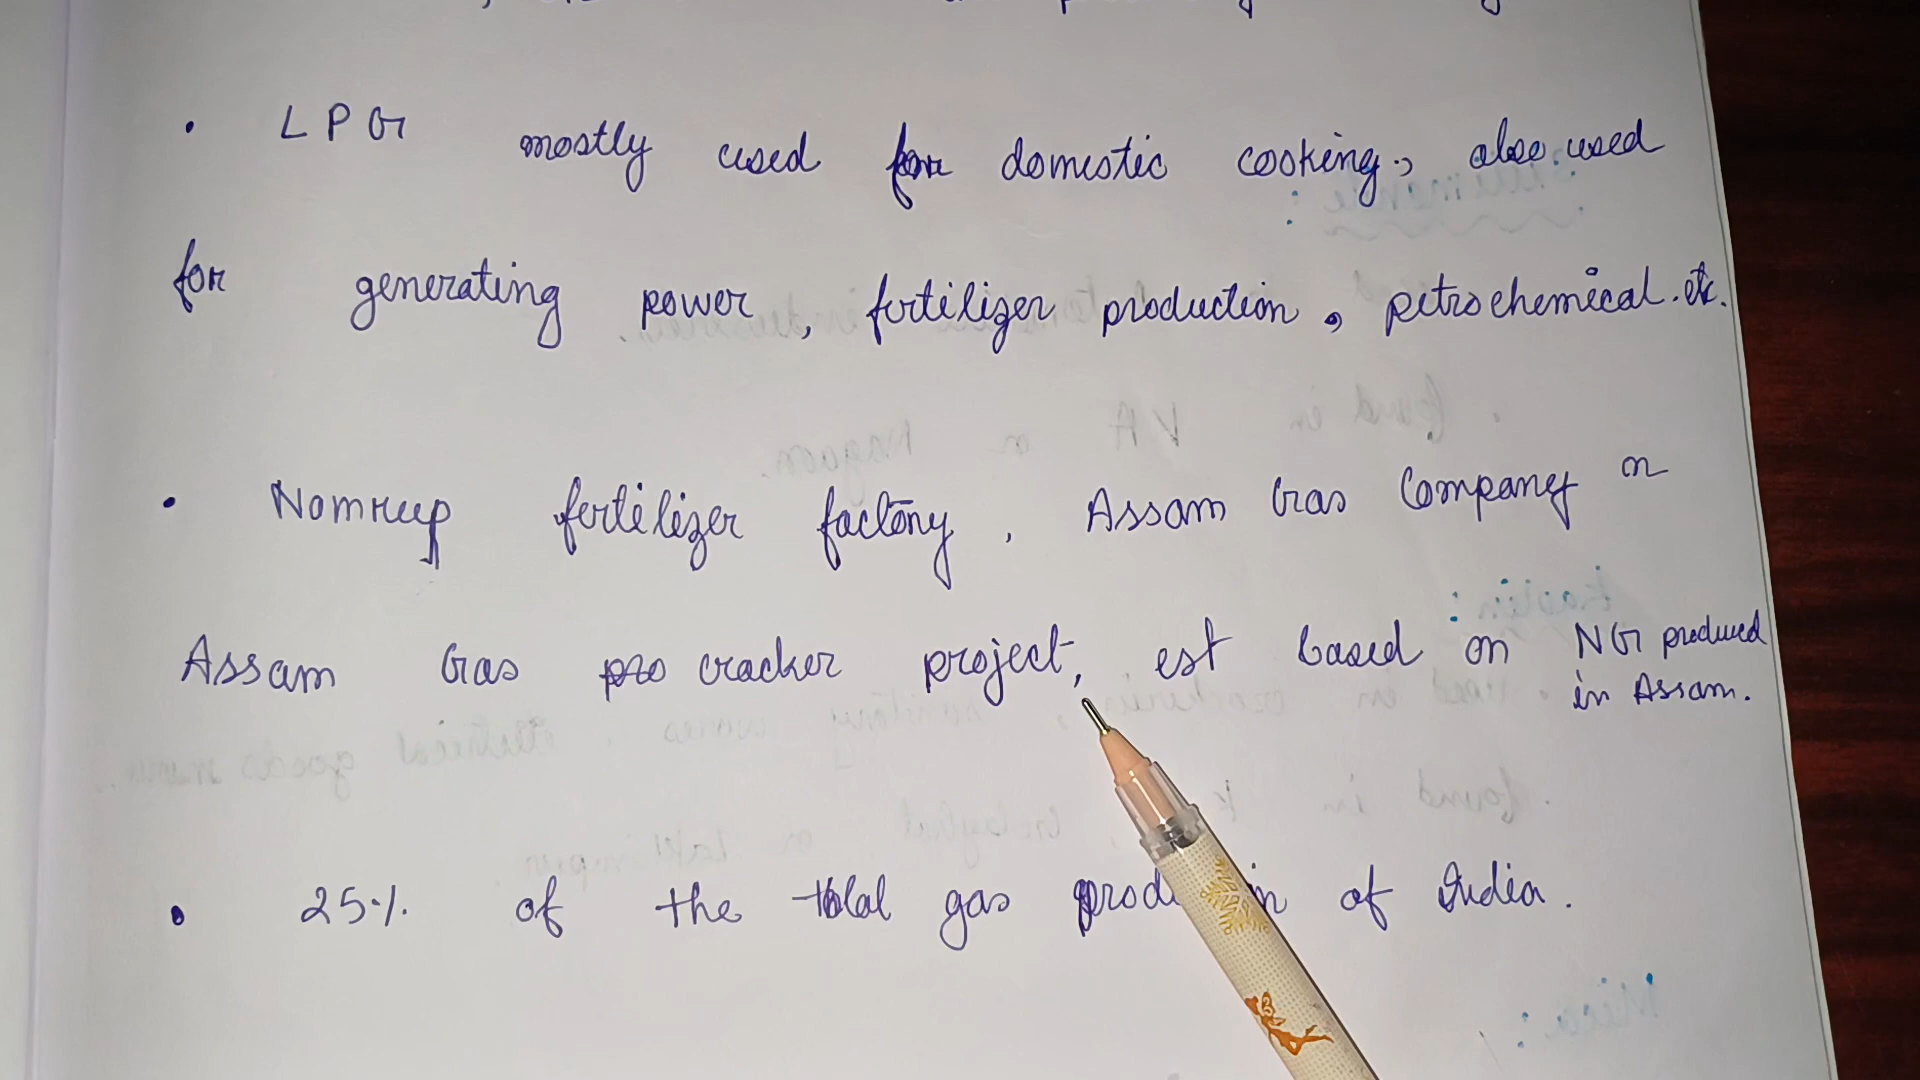 • LPG mostly used for domestic cooking, also used
for generating power, fertilizer production, petrochemical etc.
• Namrup fertilizer factory, Assam Gas Company or
Assam Gas cracker project, est based on NG produced
in Assam.
• 25% of the total gas of India.